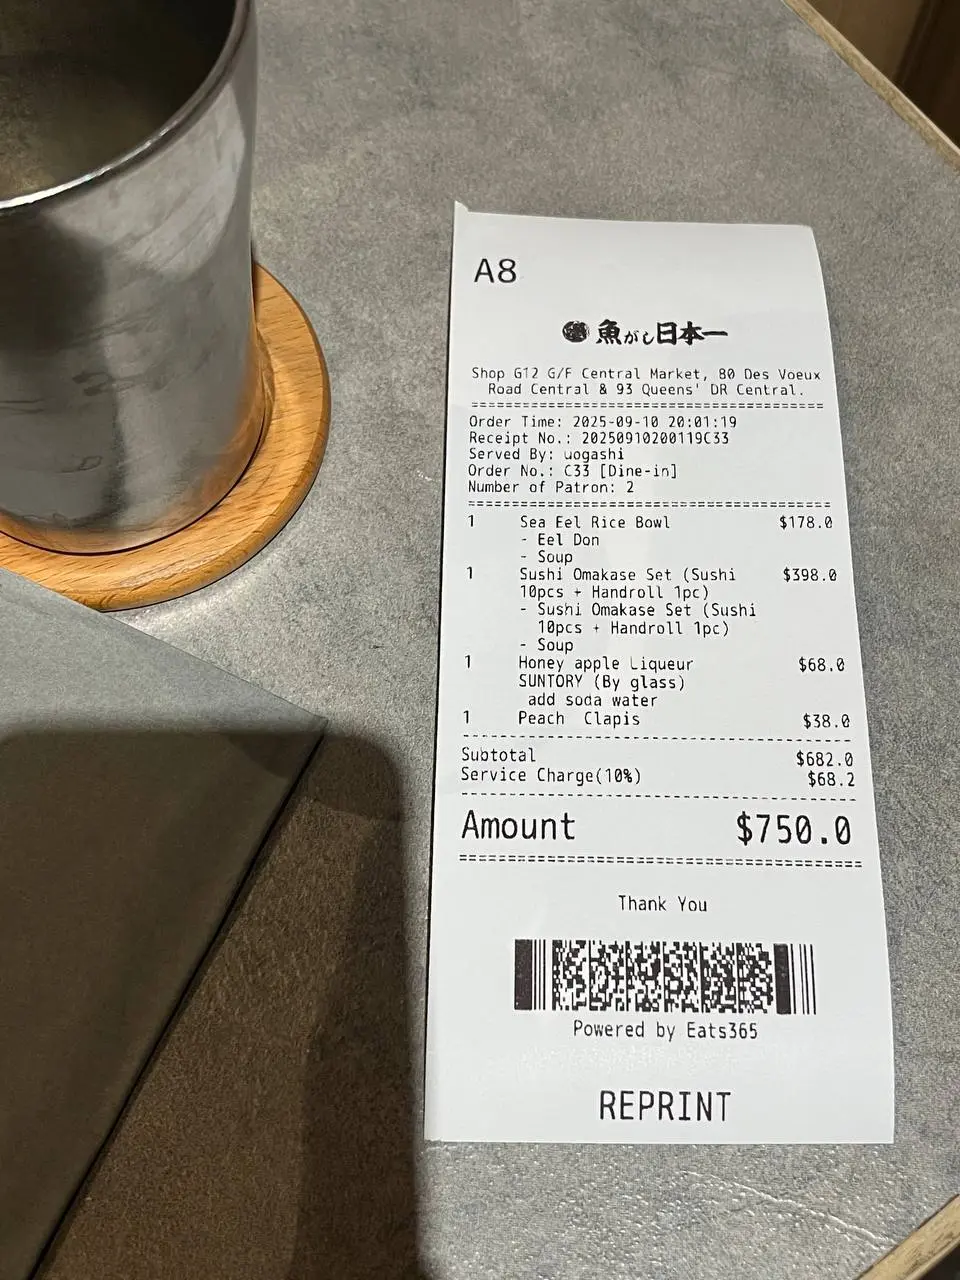 A8
魚がし日本一
Shop G12 G/F Central Market, 80 Des Voeux
Road Central & 93 Queens' DR Central.
Order Time: 2025-09-10 20:01:19
Receipt No.: 20250910200119C33
Served By: uogashi
Order No.: C33 [Dine-in]
Number of Patron: 2
1 Sea Eel Rice Bowl $178.0
- Eel Don
- Soup
1 Sushi Omakase Set (Sushi $398.0
10pcs + Handroll 1pc)
- Sushi Omakase Set (Sushi
10pcs + Handroll 1pc)
- Soup
1 Honey apple Liqueur $68.0
SUNTORY (By glass)
add soda water
1 Peach Clapis $38.0
Subtotal $682.0
Service Charge(10%) $68.2
Amount $750.0
Thank You
Powered by Eats365
REPRINT